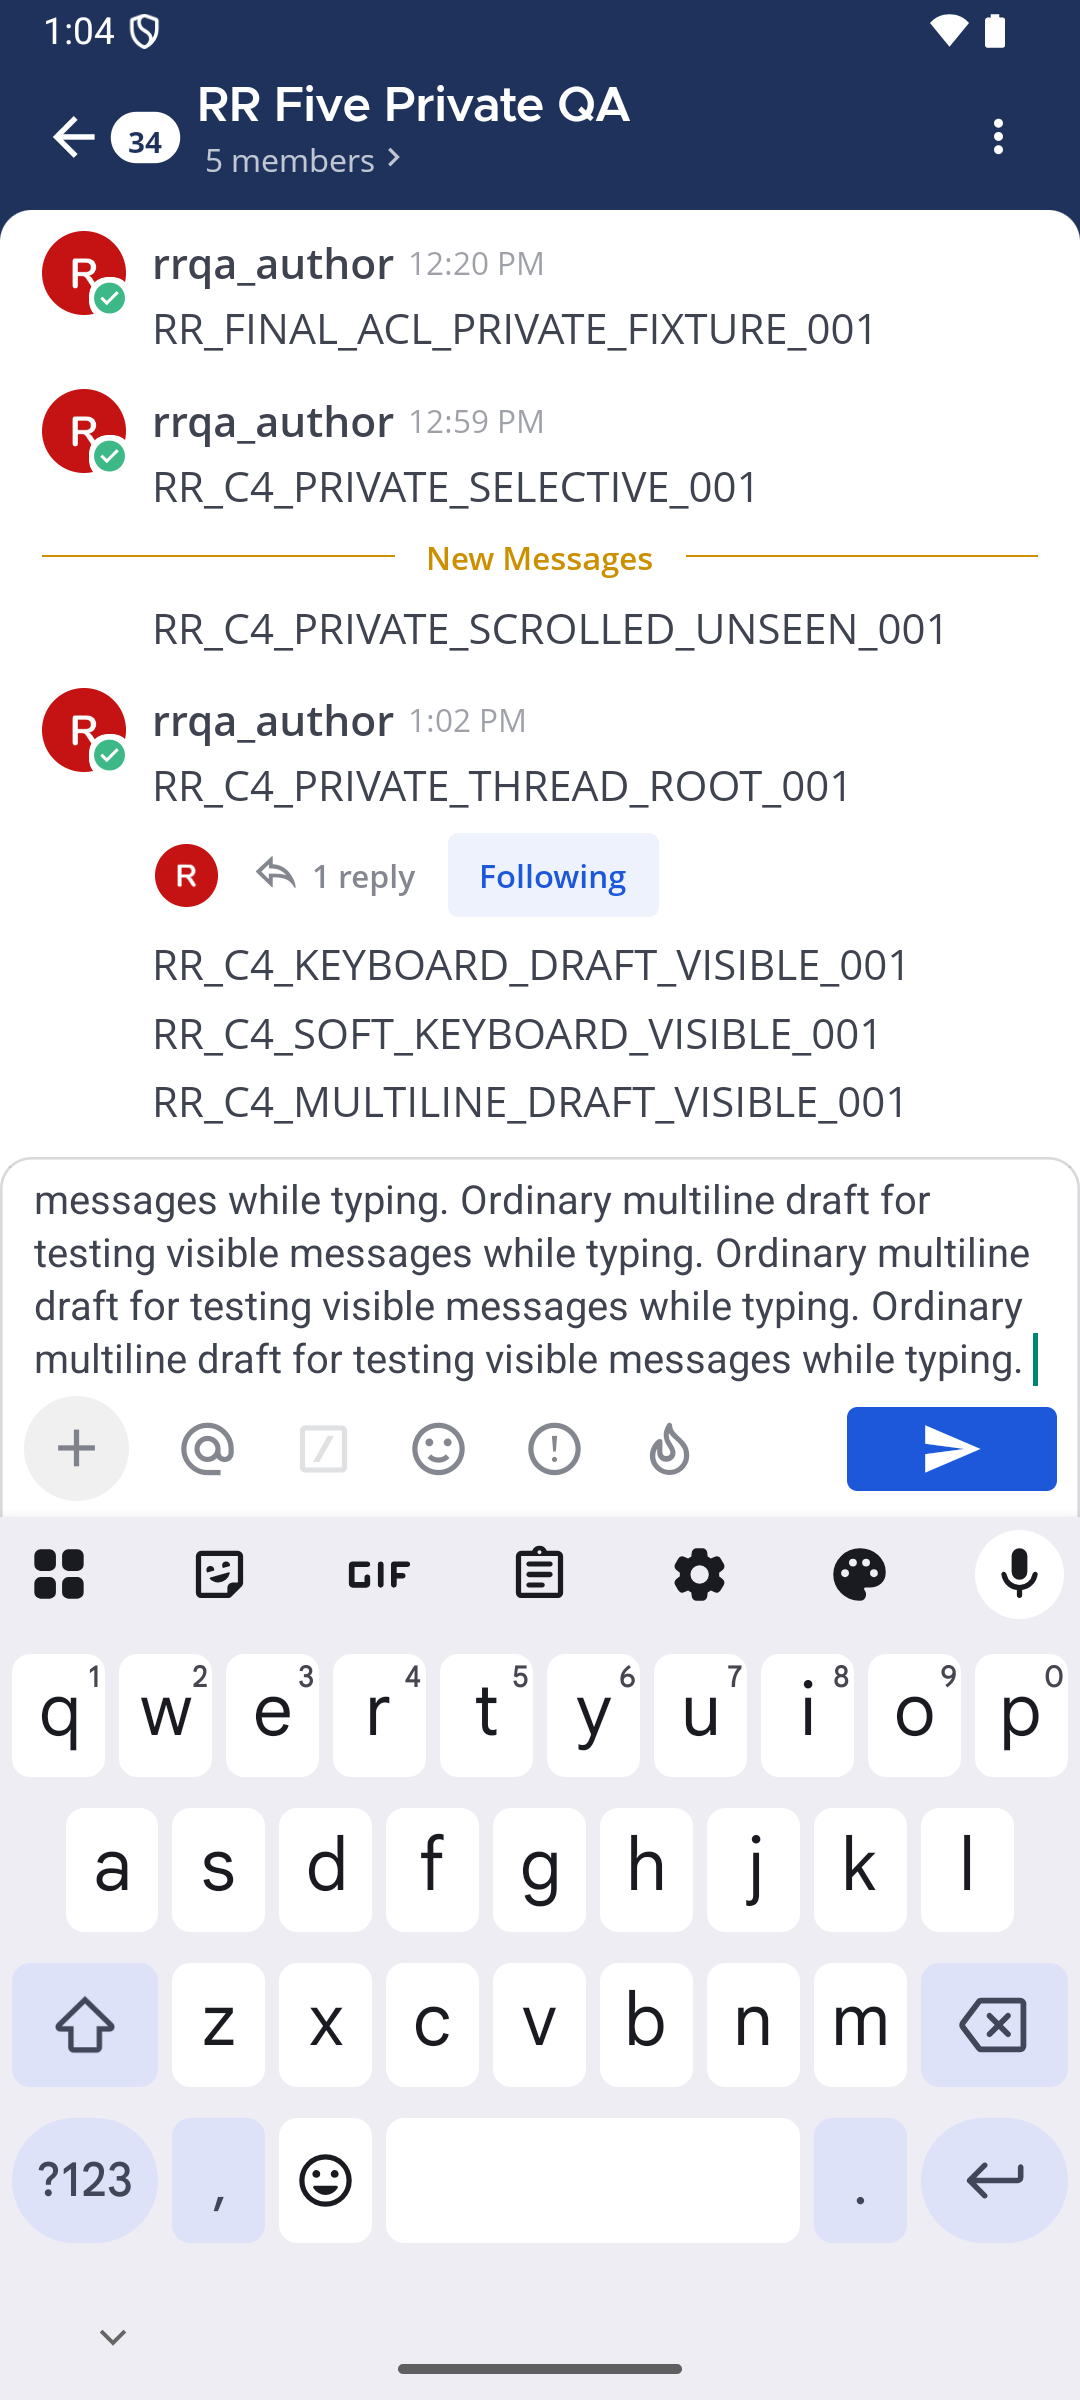 1:04
34
RR Five Private QA
5 members
R
rrqa_author 12:20 PM
RR_FINAL_ACL_PRIVATE_FIXTURE_001
R
rrqa_author 12:59 PM
RR_C4_PRIVATE_SELECTIVE_001
New Messages
RR_C4_PRIVATE_SCROLLED_UNSEEN_001
R
rrqa_author 1:02 PM
RR_C4_PRIVATE_THREAD_ROOT_001
R 1 reply Following
RR_C4_KEYBOARD_DRAFT_VISIBLE_001
RR_C4_SOFT_KEYBOARD_VISIBLE_001
RR_C4_MULTILINE_DRAFT_VISIBLE_001
messages while typing. Ordinary multiline draft for
testing visible messages while typing. Ordinary multiline
draft for testing visible messages while typing. Ordinary
multiline draft for testing visible messages while typing.
GIF
q 1 w 2 e 3 r 4 t 5 y 6 u 7 i 8 o 9 p 0
a s d f g h j k l
z x c v b n m
?123 , .